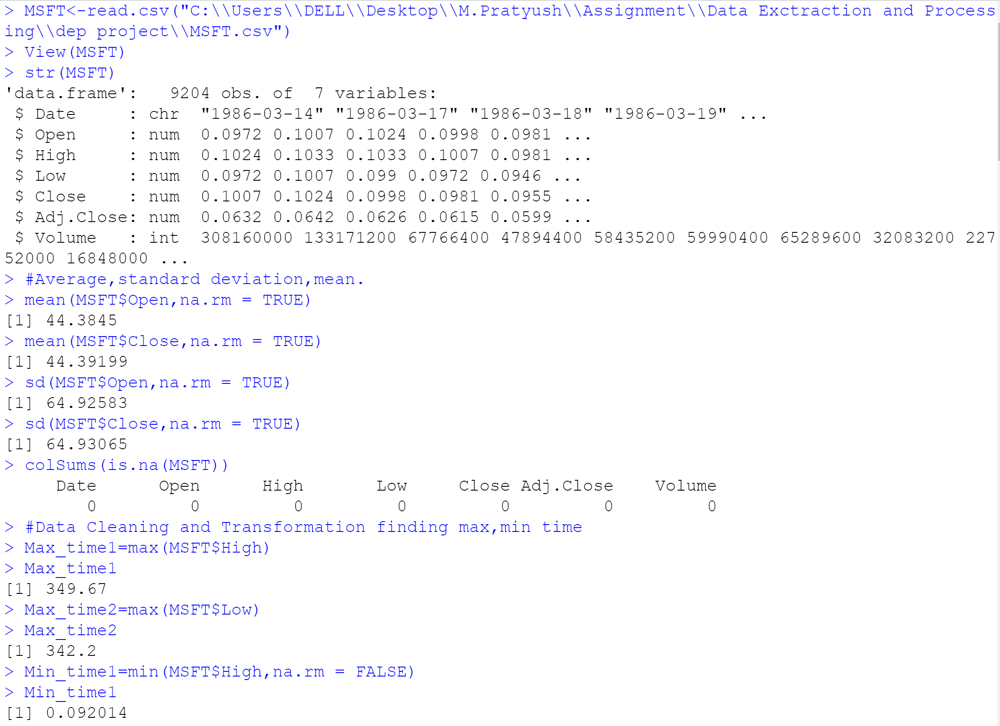 > MSFT<-read.csv("C:\\Users\\DELL\\Desktop\\M.Pratyush\\Assignment\\Data Exctraction and Process
ing\\dep project\\MSFT.csv")
> View(MSFT)
> str(MSFT)
'data.frame':   9204 obs. of  7 variables:
 $ Date     : chr  "1986-03-14" "1986-03-17" "1986-03-18" "1986-03-19" ...
 $ Open     : num  0.0972 0.1007 0.1024 0.0998 0.0981 ...
 $ High     : num  0.1024 0.1033 0.1033 0.1007 0.0981 ...
 $ Low      : num  0.0972 0.1007 0.099 0.0972 0.0946 ...
 $ Close    : num  0.1007 0.1024 0.0998 0.0981 0.0955 ...
 $ Adj.Close: num  0.0632 0.0642 0.0626 0.0615 0.0599 ...
 $ Volume   : int  308160000 133171200 67766400 47894400 58435200 59990400 65289600 32083200 227
52000 16848000 ...
> #Average,standard deviation,mean.
> mean(MSFT$Open,na.rm = TRUE)
[1] 44.3845
> mean(MSFT$Close,na.rm = TRUE)
[1] 44.39199
> sd(MSFT$Open,na.rm = TRUE)
[1] 64.92583
> sd(MSFT$Close,na.rm = TRUE)
[1] 64.93065
> colSums(is.na(MSFT))
     Date      Open      High       Low     Close Adj.Close    Volume
        0         0         0         0         0         0         0
> #Data Cleaning and Transformation finding max,min time
> Max_time1=max(MSFT$High)
> Max_time1
[1] 349.67
> Max_time2=max(MSFT$Low)
> Max_time2
[1] 342.2
> Min_time1=min(MSFT$High,na.rm = FALSE)
> Min_time1
[1] 0.092014